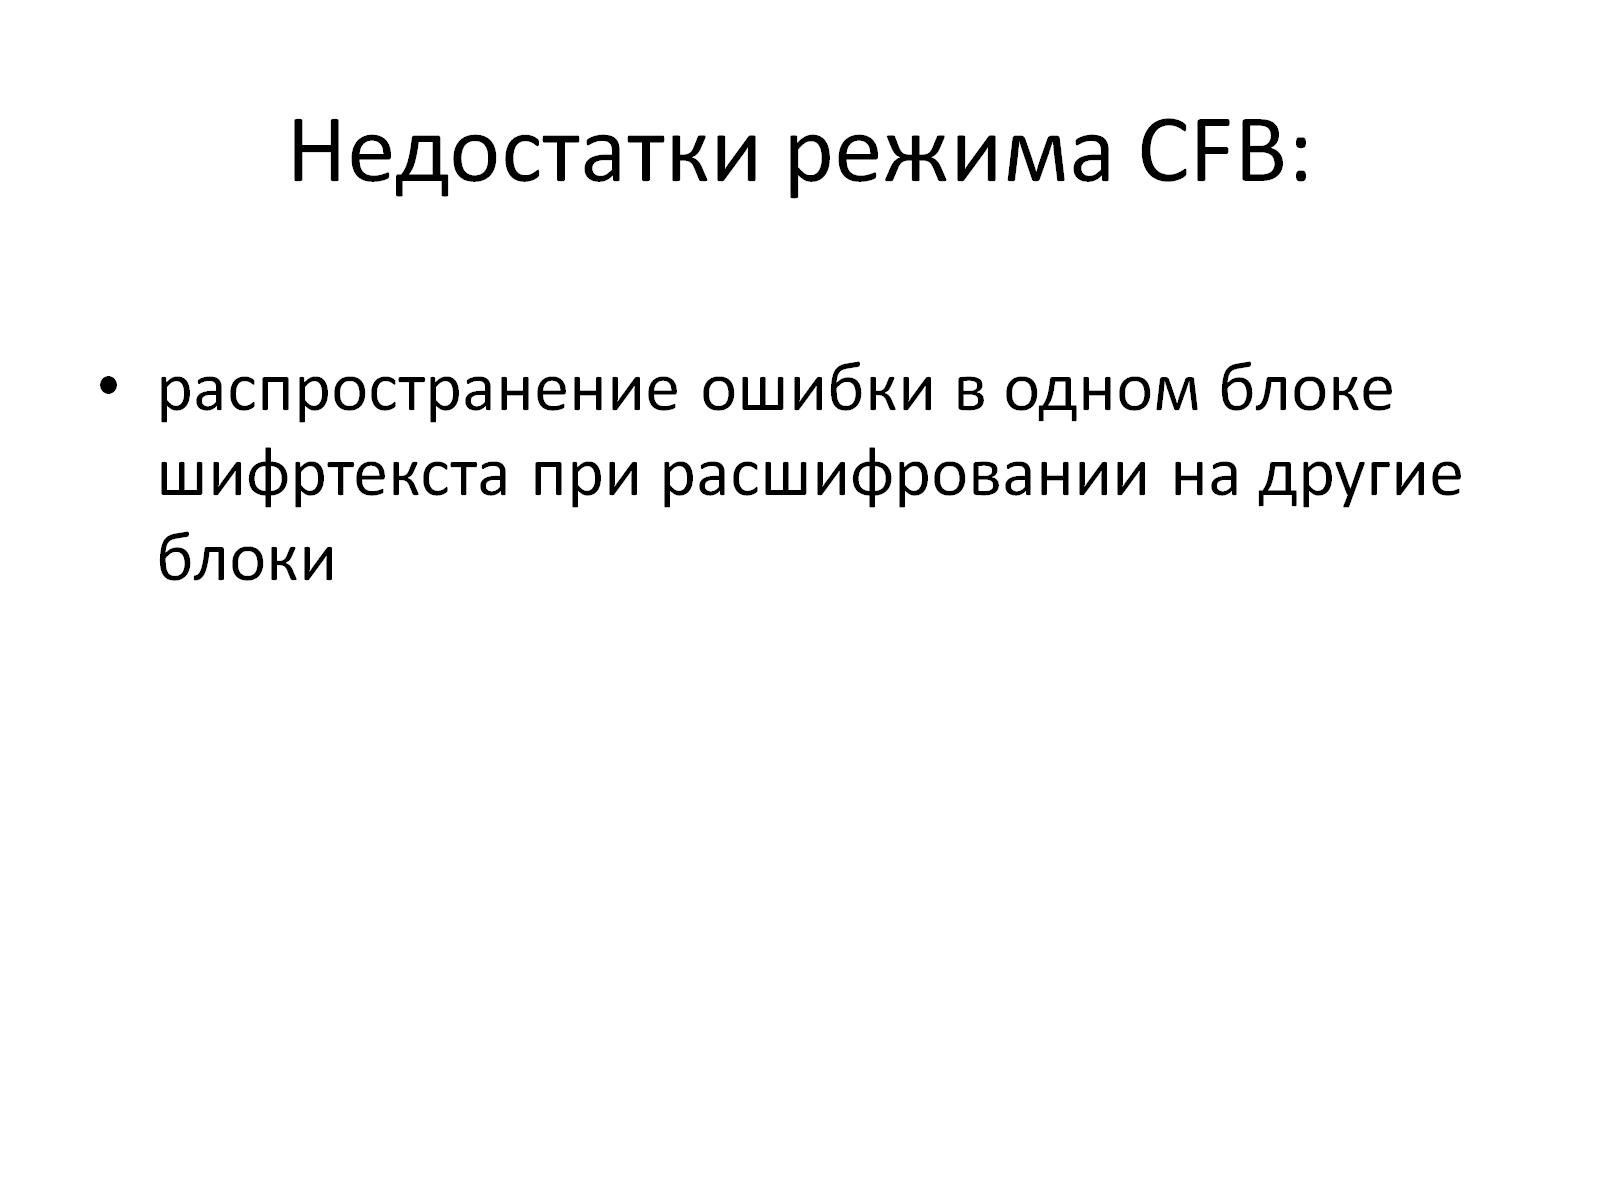 Недостатки режима CFB:
• распространение ошибки в одном блоке
шифртекста при расшифровании на другие
блоки